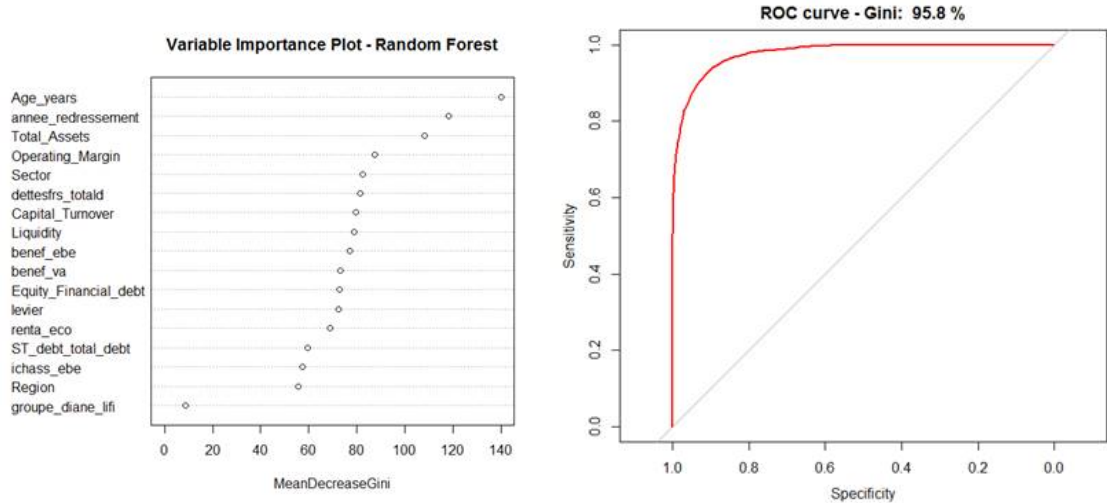 Variable Importance Plot - Random Forest
Age_years
annee_redressement
Total_Assets
Operating_Margin
Sector
dettesfrs_totald
Capital_Turnover
Liquidity
benef_ebe
benef_va
Equity_Financial_debt
levier
renta_eco
ST_debt_total_debt
ichass_ebe
Region
groupe_diane_lifi
0 20 40 60 80 100 120 140
MeanDecreaseGini
ROC curve - Gini: 95.8 %
Sensitivity
1.0
0.8
0.6
0.4
0.2
0.0
1.0 0.8 0.6 0.4 0.2 0.0
Specificity